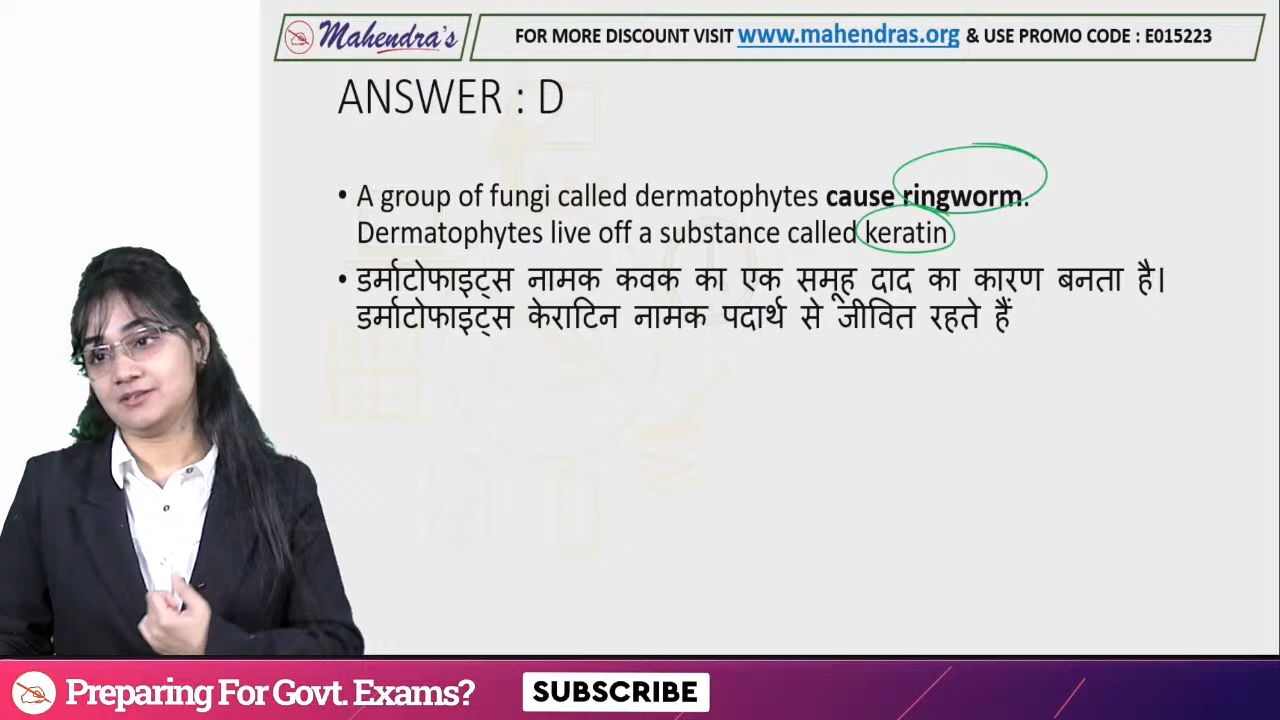 Mahendra's
FOR MORE DISCOUNT VISIT www.mahendras.org & USE PROMO CODE : E015223
ANSWER : D
• A group of fungi called dermatophytes cause ringworm.
Dermatophytes live off a substance called keratin
• डर्माटोफाइट्स नामक कवक का एक समूह दाद का कारण बनता है।
डर्माटोफाइट्स केराटिन नामक पदार्थ से जीवित रहते हैं
Preparing For Govt. Exams?
SUBSCRIBE